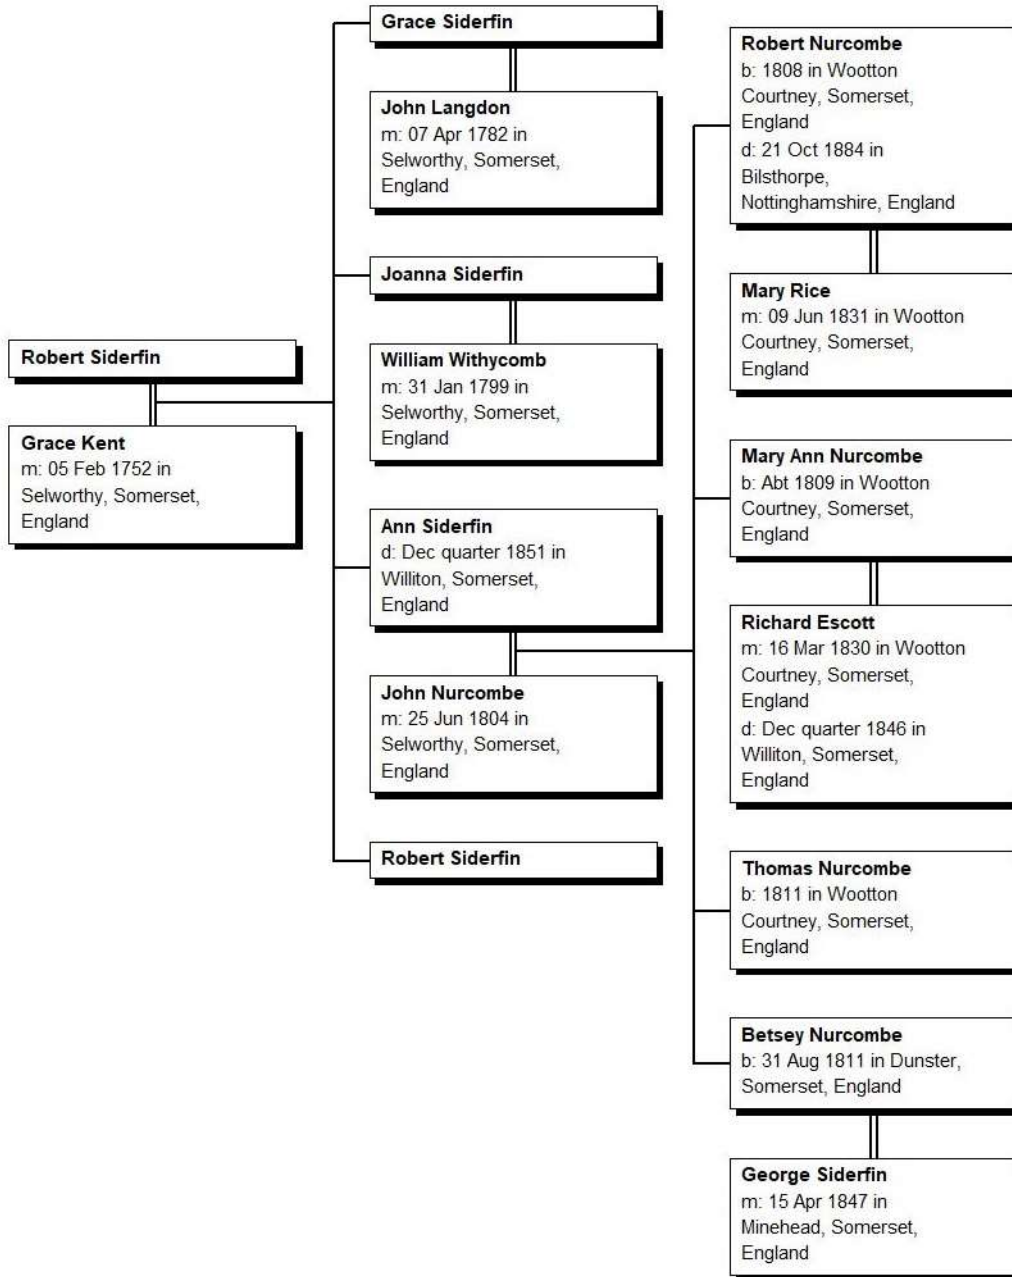 Robert Siderfin
Grace Kent
m: 05 Feb 1752 in
Selworthy, Somerset,
England
Grace Siderfin
John Langdon
m: 07 Apr 1782 in
Selworthy, Somerset,
England
Joanna Siderfin
William Withycomb
m: 31 Jan 1799 in
Selworthy, Somerset,
England
Ann Siderfin
d: Dec quarter 1851 in
Williton, Somerset,
England
John Nurcombe
m: 25 Jun 1804 in
Selworthy, Somerset,
England
Robert Siderfin
Robert Nurcombe
b: 1808 in Wootton
Courtney, Somerset,
England
d: 21 Oct 1884 in
Bilsthorpe,
Nottinghamshire, England
Mary Rice
m: 09 Jun 1831 in Wootton
Courtney, Somerset,
England
Mary Ann Nurcombe
b: Abt 1809 in Wootton
Courtney, Somerset,
England
Richard Escott
m: 16 Mar 1830 in Wootton
Courtney, Somerset,
England
d: Dec quarter 1846 in
Williton, Somerset,
England
Thomas Nurcombe
b: 1811 in Wootton
Courtney, Somerset,
England
Betsey Nurcombe
b: 31 Aug 1811 in Dunster,
Somerset, England
George Siderfin
m: 15 Apr 1847 in
Minehead, Somerset,
England